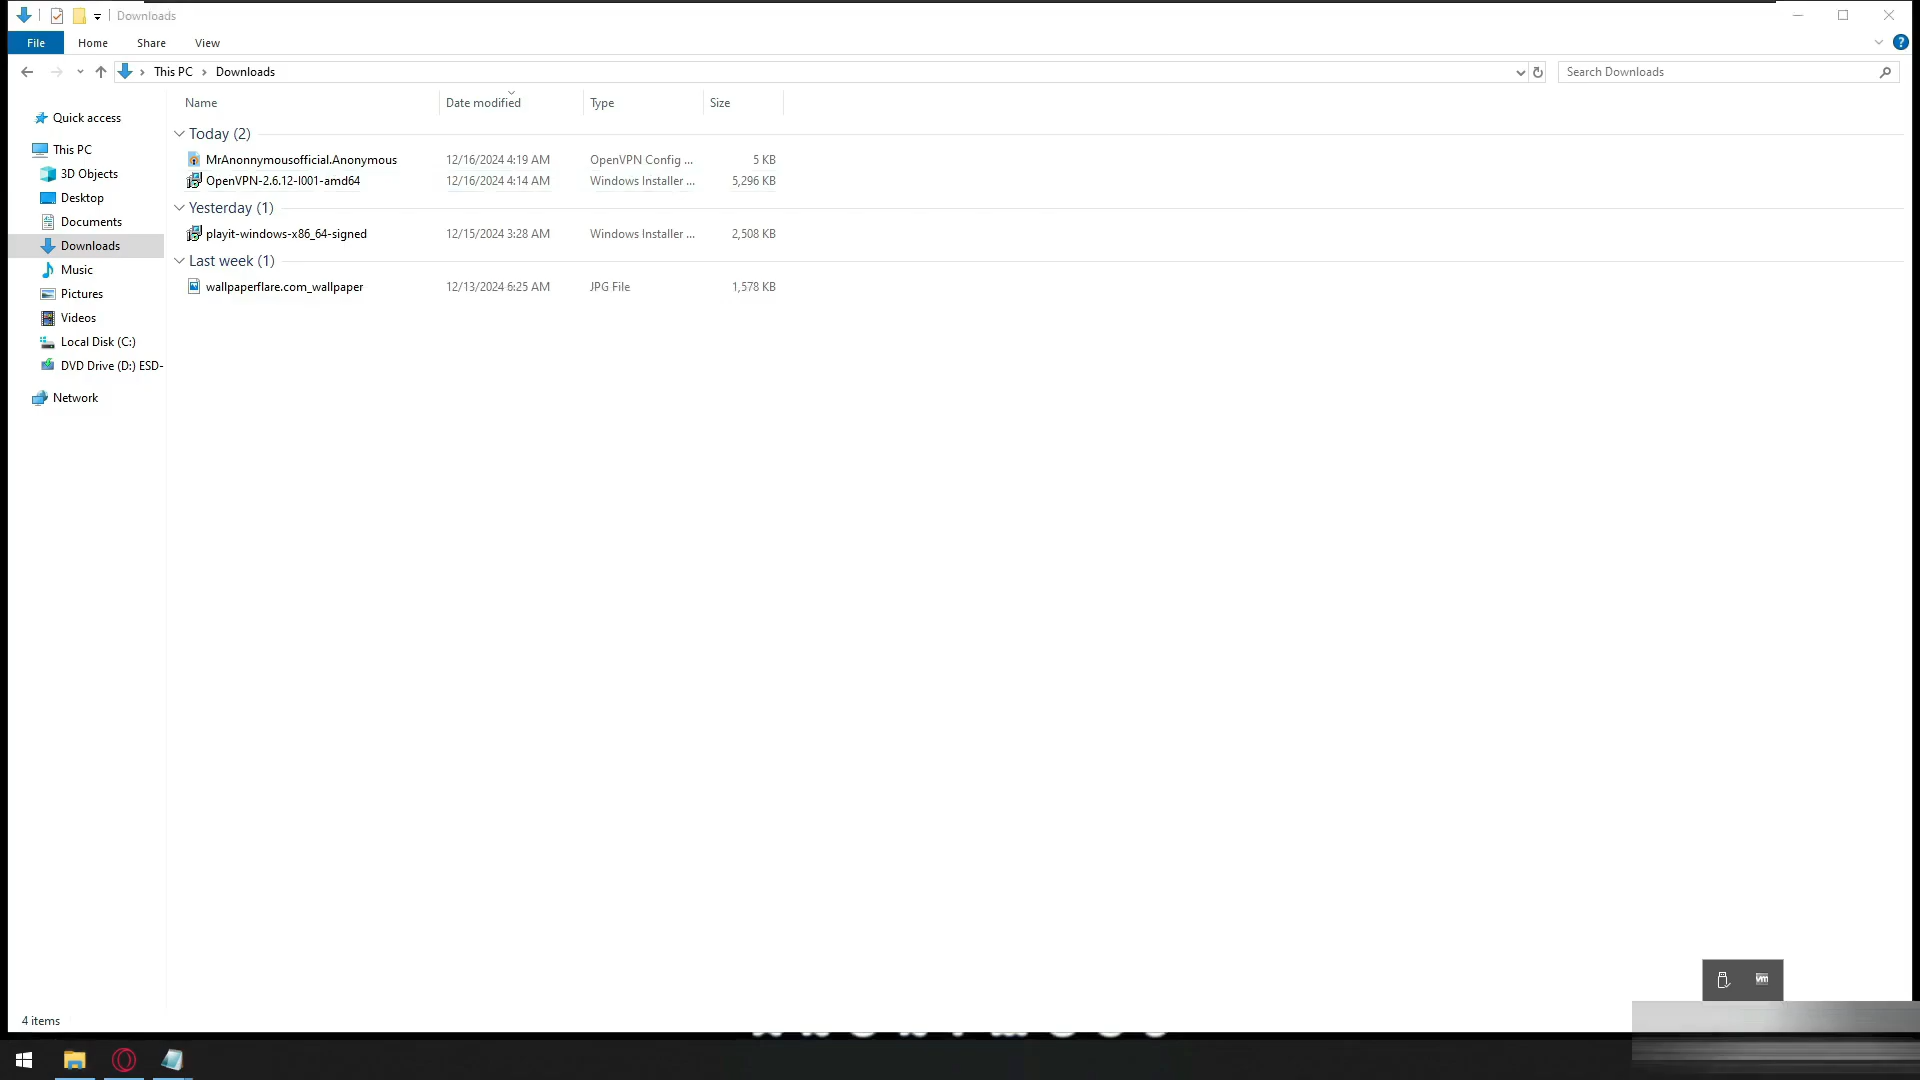 Downloads
File Home Share View
This PC Downloads
Search Downloads
Name Date modified Type Size
Quick access
This PC
3D Objects
Desktop
Documents
Downloads
Music
Pictures
Videos
Local Disk (C:)
DVD Drive (D:) ESD-
Network
Today (2)
MrAnonnymousofficial.Anonymous 12/16/2024 4:19 AM OpenVPN Config ... 5 KB
OpenVPN-2.6.12-I001-amd64 12/16/2024 4:14 AM Windows Installer ... 5,296 KB
Yesterday (1)
playit-windows-x86_64-signed 12/15/2024 3:28 AM Windows Installer ... 2,508 KB
Last week (1)
wallpaperflare.com_wallpaper 12/13/2024 6:25 AM JPG File 1,578 KB
vm
4 items